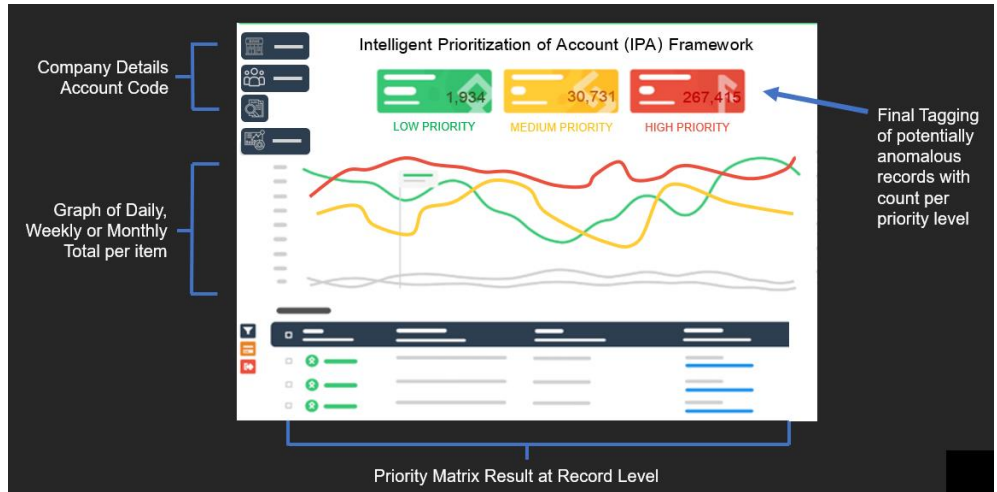 Intelligent Prioritization of Account (IPA) Framework
Company Details
Account Code
1,934
30,731
267,415
LOW PRIORITY
MEDIUM PRIORITY
HIGH PRIORITY
Final Tagging
of potentially
anomalous
records with
count per
priority level
Graph of Daily,
Weekly or Monthly
Total per item
Priority Matrix Result at Record Level